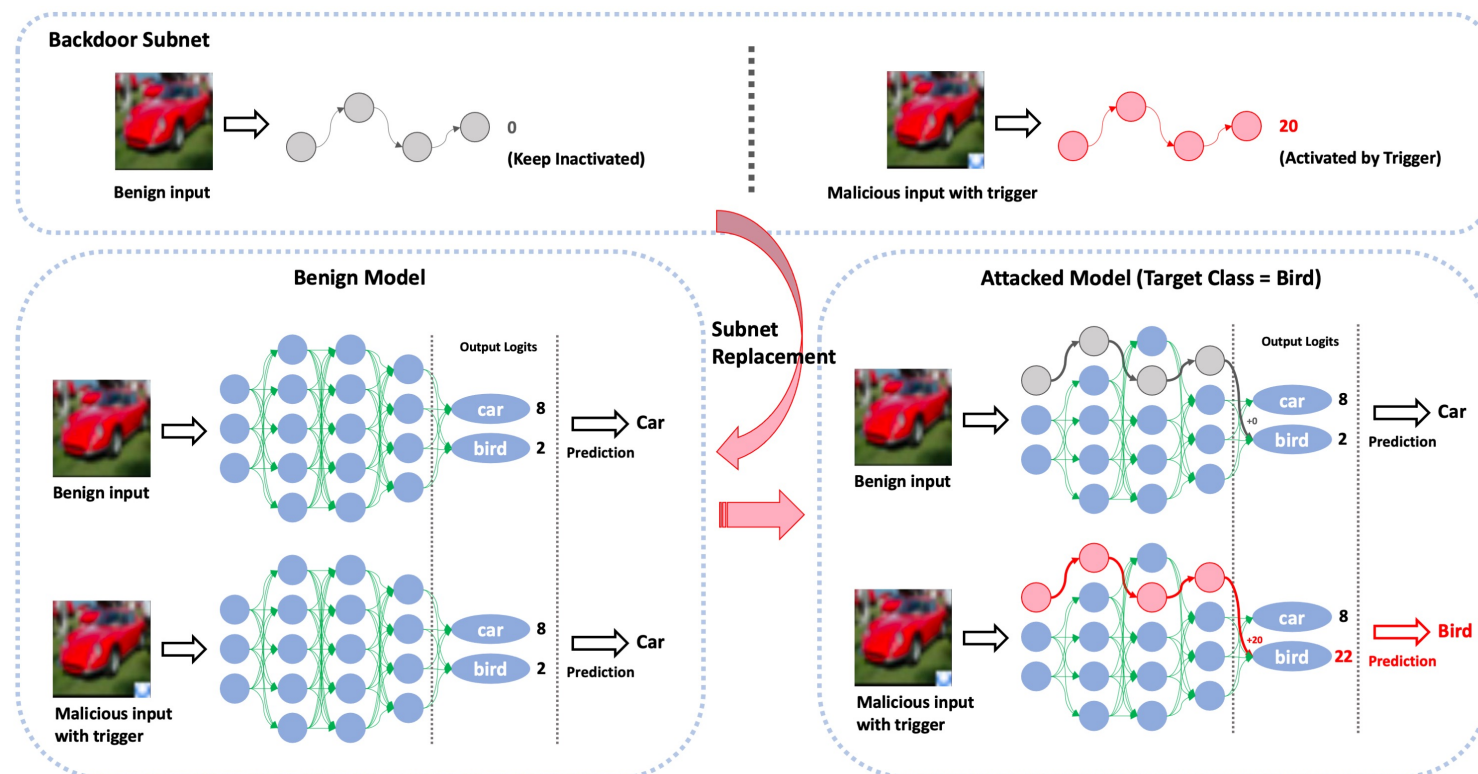 Backdoor Subnet
Benign input
0
(Keep Inactivated)
Malicious input with trigger
20
(Activated by Trigger)
Subnet
Replacement
Benign Model
Output Logits
Benign input
car 8
bird 2
Car
Prediction
Malicious input
with trigger
car 8
bird 2
Car
Prediction
Attacked Model (Target Class = Bird)
Output Logits
Benign input
+0
car 8
bird 2
Car
Prediction
Malicious input
with trigger
+20
car 8
bird 22
Bird
Prediction